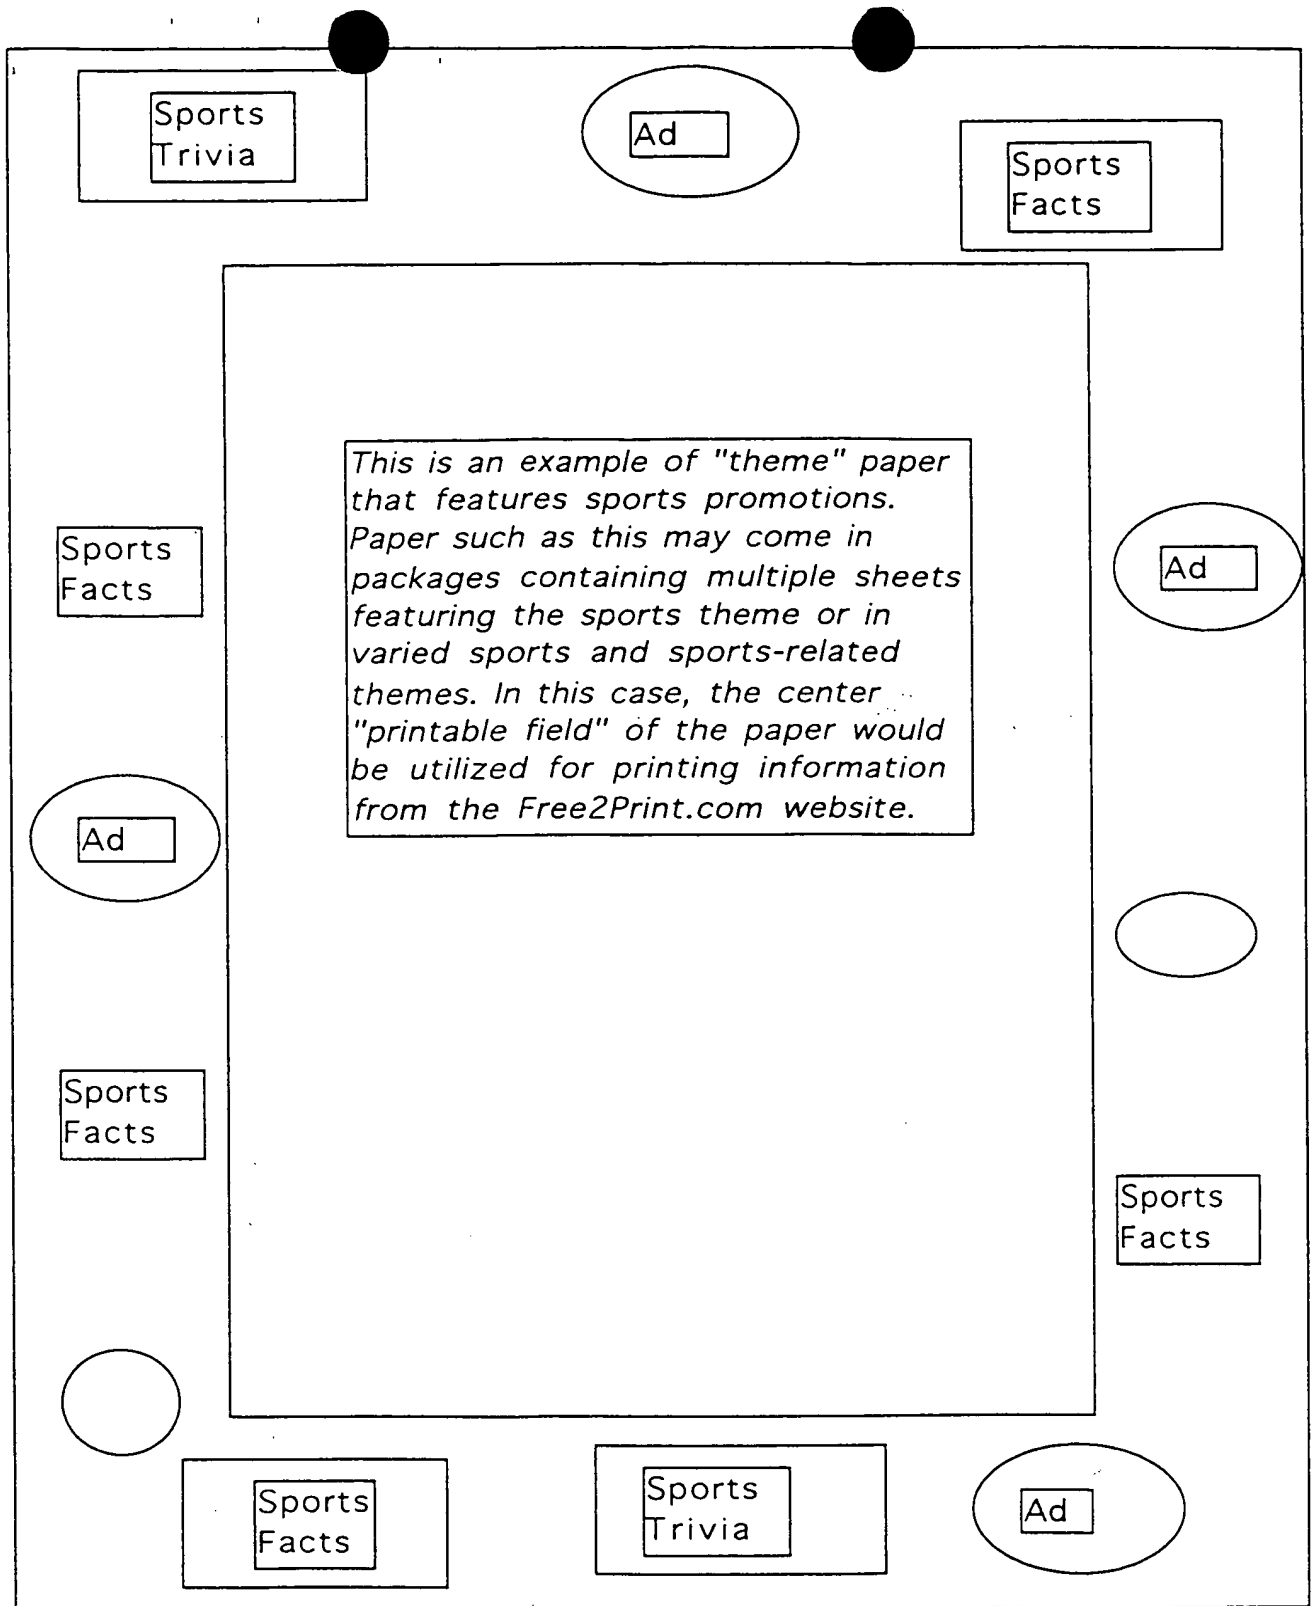 Sports
Trivia
Ad
Sports
Facts
This is an example of "theme" paper
that features sports promotions.
Paper such as this may come in
packages containing multiple sheets
featuring the sports theme or in
varied sports and sports-related
themes. In this case, the center
"printable field" of the paper would
be utilized for printing information
from the Free2Print.com website.
Sports
Facts
Ad
Ad
Sports
Facts
Sports
Facts
Sports
Facts
Sports
Trivia
Ad